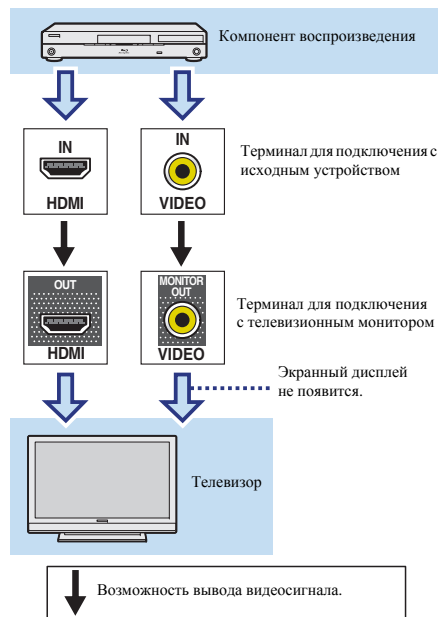 Компонент воспроизведения
IN
HDMI
IN
VIDEO
Терминал для подключения с
исходным устройством
OUT
HDMI
MONITOR
OUT
VIDEO
Терминал для подключения
с телевизионным монитором
Экранный дисплей
не появится.
Телевизор
Возможность вывода видеосигнала.